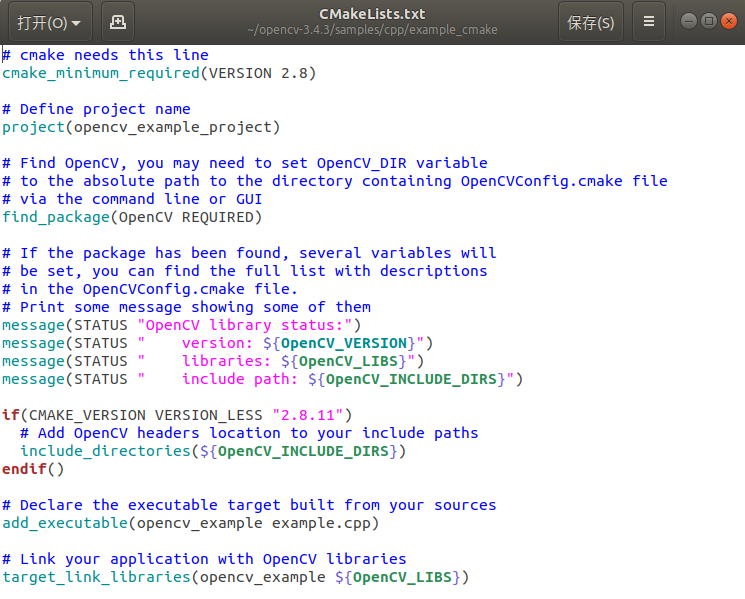 打开(O)
CMakeLists.txt
~/opencv-3.4.3/samples/cpp/example_cmake
保存(S)
# cmake needs this line
cmake_minimum_required(VERSION 2.8)
# Define project name
project(opencv_example_project)
# Find OpenCV, you may need to set OpenCV_DIR variable
# to the absolute path to the directory containing OpenCVConfig.cmake file
# via the command line or GUI
find_package(OpenCV REQUIRED)
# If the package has been found, several variables will
# be set, you can find the full list with descriptions
# in the OpenCVConfig.cmake file.
# Print some message showing some of them
message(STATUS "OpenCV library status:")
message(STATUS "    version: ${OpenCV_VERSION}")
message(STATUS "    libraries: ${OpenCV_LIBS}")
message(STATUS "    include path: ${OpenCV_INCLUDE_DIRS}")
if(CMAKE_VERSION VERSION_LESS "2.8.11")
  # Add OpenCV headers location to your include paths
  include_directories(${OpenCV_INCLUDE_DIRS})
endif()
# Declare the executable target built from your sources
add_executable(opencv_example example.cpp)
# Link your application with OpenCV libraries
target_link_libraries(opencv_example ${OpenCV_LIBS})